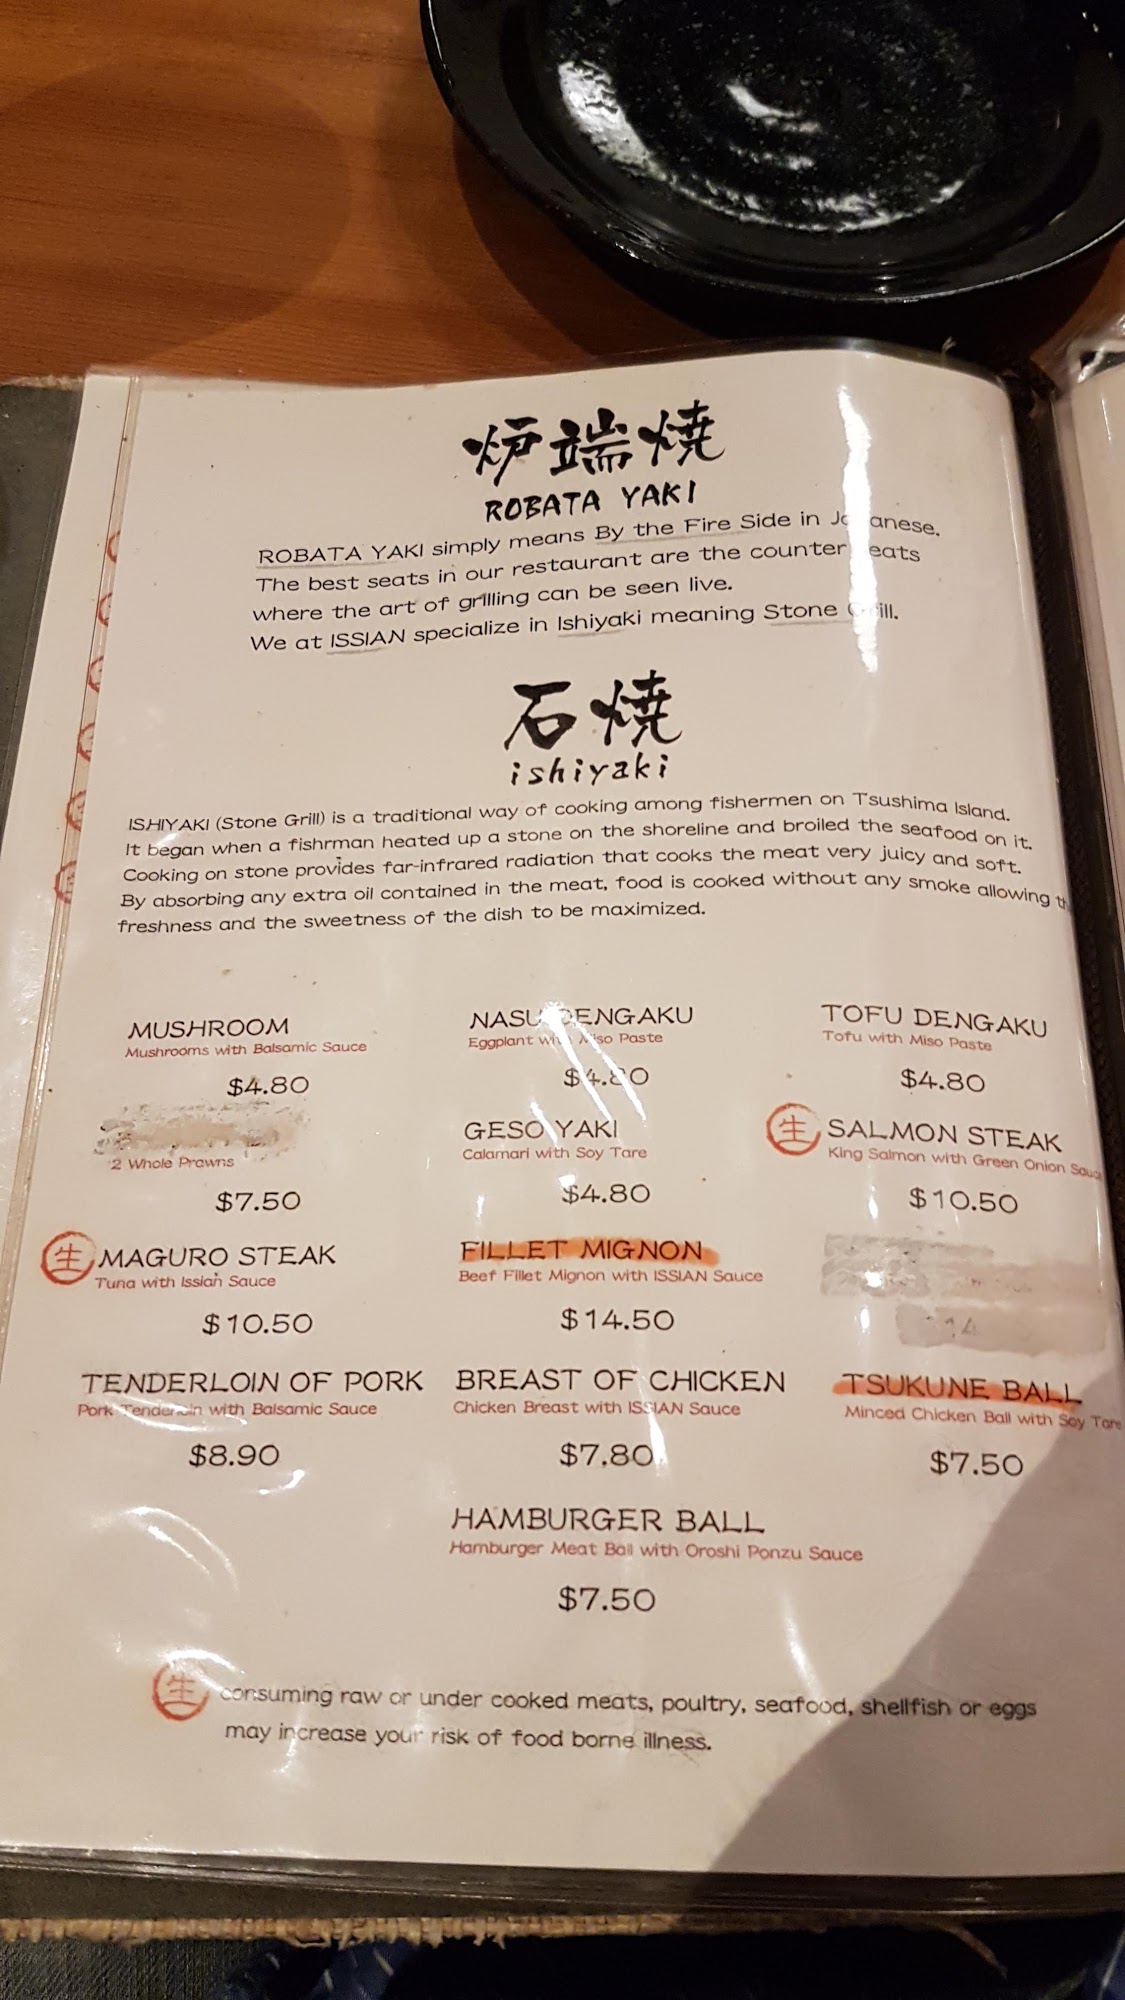 炉端焼
ROBATA YAKI
ROBATA YAKI simply means By the Fire Side in
The best seats in our restaurant are the counter
where the art of grilling can be seen live.
We at ISSIAN specialize in Ishiyaki meaning Stone
石焼
ishiyaki
ISHIYAKI (Stone Grill) is a traditional way of cooking among fishermen on Tsushima Island.
It began when a fishrman heated up a stone on the shoreline and broiled the seafood on it.
Cooking on stone provides far-infrared radiation that cooks the meat very juicy and soft.
By absorbing any extra oil contained in the meat, food is cooked without any smoke allowing
freshness and the sweetness of the dish to be maximized.
MUSHROOM
Mushrooms with Balsamic Sauce
$4.80
NASU DENGAKU
Eggplant with Miso Paste
$4.80
TOFU DENGAKU
Tofu with Miso Paste
$4.80
2 Whole Prawns
$7.50
GESO YAKI
Calamari with Soy Tare
$4.80
生 SALMON STEAK
King Salmon with Green Onion Sauce
$10.50
生 MAGURO STEAK
Tuna with Issian Sauce
$10.50
FILLET MIGNON
Beef Fillet Mignon with ISSIAN Sauce
$14.50
TENDERLOIN OF PORK
Pork Tenderloin with Balsamic Sauce
$8.90
BREAST OF CHICKEN
Chicken Breast with ISSIAN Sauce
$7.80
TSUKUNE BALL
Minced Chicken Ball with Soy Tare
$7.50
HAMBURGER BALL
Hamburger Meat Ball with Oroshi Ponzu Sauce
$7.50
生 consuming raw or under cooked meats, poultry, seafood, shellfish or eggs
may increase your risk of food borne illness.